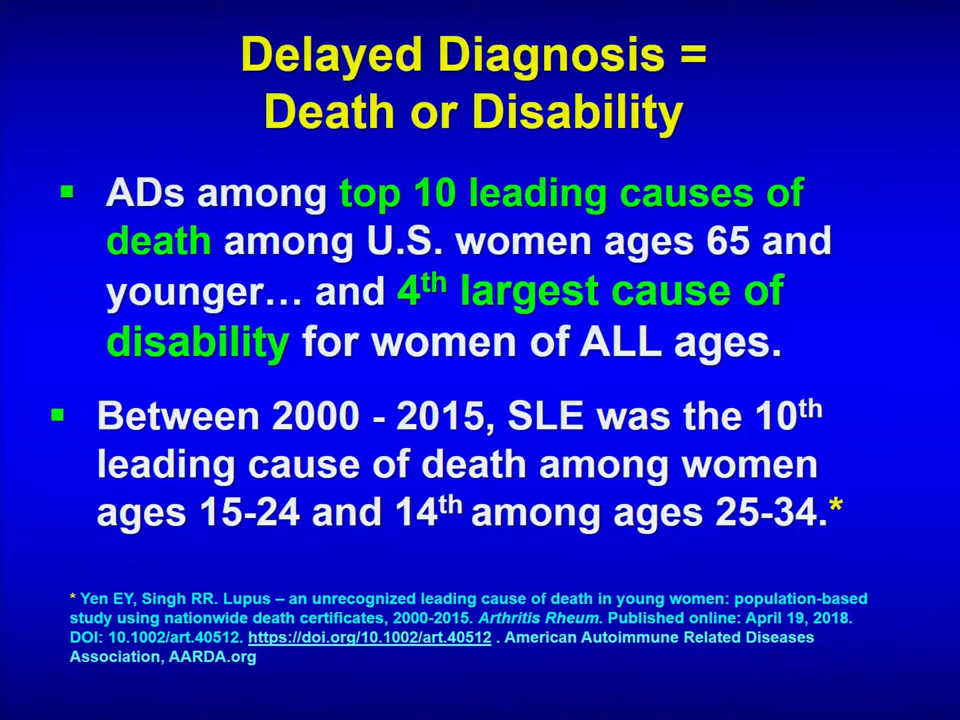 Delayed Diagnosis =
Death or Disability
▪ ADs among top 10 leading causes of
death among U.S. women ages 65 and
younger… and 4th largest cause of
disability for women of ALL ages.
▪ Between 2000 - 2015, SLE was the 10th
leading cause of death among women
ages 15-24 and 14th among ages 25-34.*
* Yen EY, Singh RR. Lupus – an unrecognized leading cause of death in young women: population-based
study using nationwide death certificates, 2000-2015. Arthritis Rheum. Published online: April 19, 2018.
DOI: 10.1002/art.40512. https://doi.org/10.1002/art.40512 . American Autoimmune Related Diseases
Association, AARDA.org